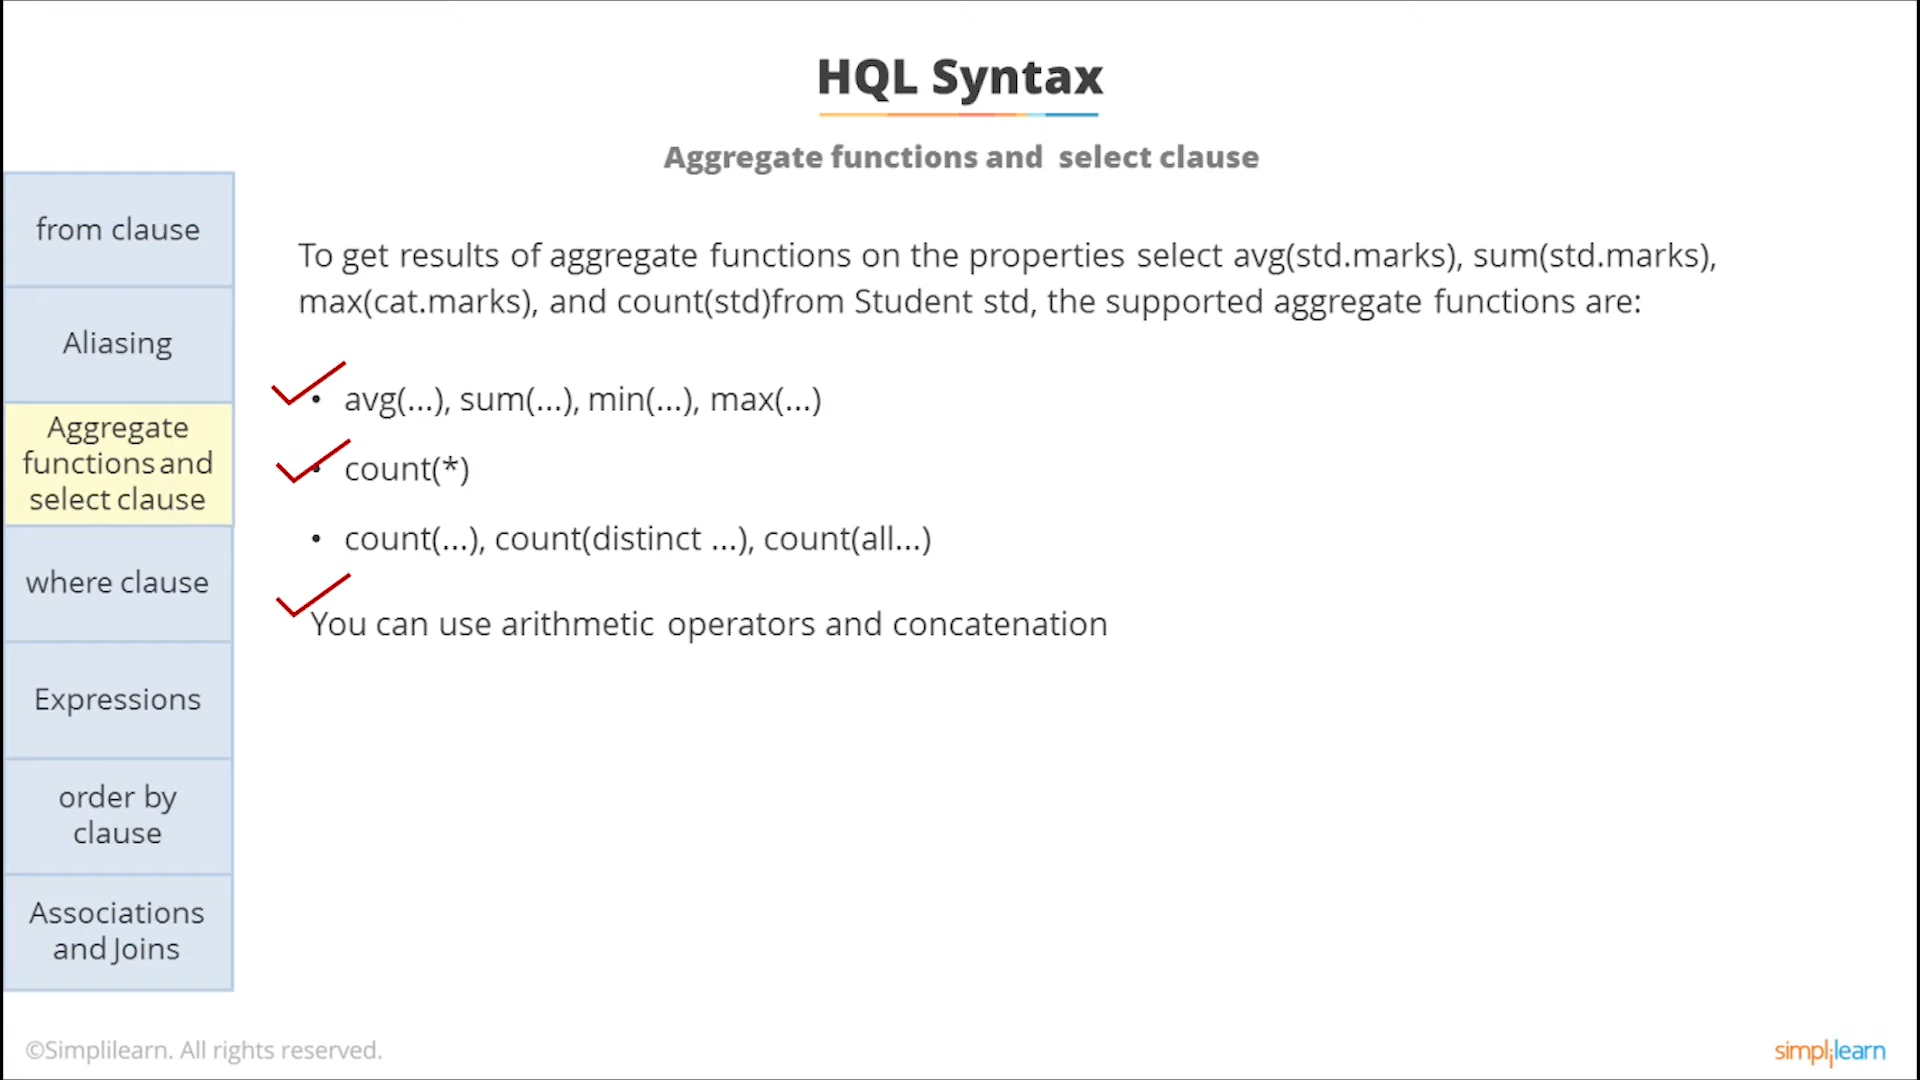 HQL Syntax
Aggregate functions and select clause
from clause
Aliasing
Aggregate
functions and
select clause
where clause
Expressions
order by
clause
Associations
and Joins
To get results of aggregate functions on the properties select avg(std.marks), sum(std.marks),
max(cat.marks), and count(std)from Student std, the supported aggregate functions are:
• avg(...), sum(...), min(...), max(...)
• count(*)
• count(...), count(distinct ...), count(all...)
You can use arithmetic operators and concatenation
©Simplilearn. All rights reserved.
simplilearn